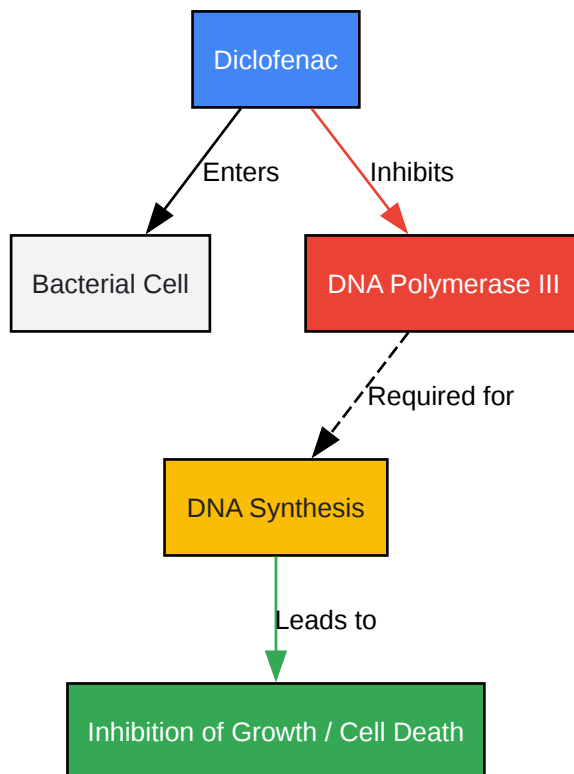 Diclofenac
Enters
Inhibits
Bacterial Cell
DNA Polymerase III
Required for
DNA Synthesis
Leads to
Inhibition of Growth / Cell Death